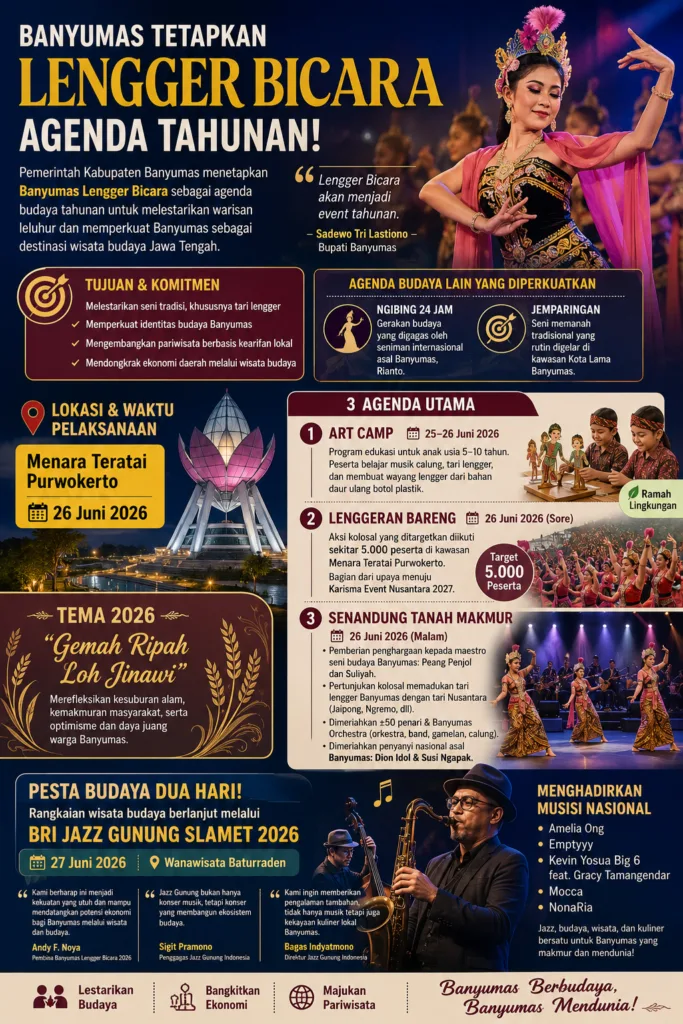 BANYUMAS TETAPKAN
LENGGER BICARA
AGENDA TAHUNAN!
Pemerintah Kabupaten Banyumas menetapkan
Banyumas Lengger Bicara sebagai agenda
budaya tahunan untuk melestarikan warisan
leluhur dan memperkuat Banyumas sebagai
destinasi wisata budaya Jawa Tengah.
“ Lengger Bicara
akan menjadi
event tahunan.
– Sadewo Tri Lastiono –
Bupati Banyumas
TUJUAN & KOMITMEN
Melestarikan seni tradisi, khususnya tari lengger
✓ Memperkuat identitas budaya Banyumas
✓ Mengembangkan pariwisata berbasis kearifan lokal
✓ Mendongkrak ekonomi daerah melalui wisata budaya
AGENDA BUDAYA LAIN YANG DIPERKUATKAN
NGIBING 24 JAM
Gerakan budaya
yang digagas oleh
seniman internasional
asal Banyumas,
Rianto.
JEMPARINGAN
Seni memanah
tradisional yang
rutin digelar di
kawasan Kota Lama
Banyumas.
LOKASI & WAKTU
PELAKSANAAN
Menara Teratai
Purwokerto
26 Juni 2026
3 AGENDA UTAMA
1 ART CAMP 25–26 Juni 2026
Program edukasi untuk anak usia 5–10 tahun.
Peserta belajar musik calung, tari lengger,
dan membuat wayang lengger dari bahan
daur ulang botol plastik.
Ramah
Lingkungan
2 LENGGERAN BARENG 26 Juni 2026 (Sore)
Aksi kolosal yang ditargetkan diikuti
sekitar 5.000 peserta di kawasan
Menara Teratai Purwokerto.
Bagian dari upaya menuju
Karisma Event Nusantara 2027.
Target
5.000
Peserta
3 SENANDUNG TANAH MAKMUR
26 Juni 2026 (Malam)
• Pemberian penghargaan kepada maestro
seni budaya Banyumas: Peang Penjol
dan Suliyah.
• Pertunjukan kolosal memadukan tari
lengger Banyumas dengan tari Nusantara
(Jaipong, Ngremo, dll).
• Dimeriahkan ±50 penari & Banyumas
Orchestra (orkestra, band, gamelan, calung).
• Dimeriahkan penyanyi nasional asal
Banyumas: Dion Idol & Susi Ngapak.
TEMA 2026
“Gemah Ripah
Loh Jinawi”
Merefleksikan kesuburan alam,
kemakmuran masyarakat, serta
optimisme dan daya juang
warga Banyumas.
PESTA BUDAYA DUA HARI!
Rangkaian wisata budaya berlanjut melalui
BRI JAZZ GUNUNG SLAMET 2026
27 Juni 2026 | Wanawisata Baturraden
“ Kami berharap ini menjadi
kekuatan yang utuh dan mampu
mendatangkan potensi ekonomi
bagi Banyumas melalui wisata
dan budaya.
Andy F. Noya
Pembina Banyumas Lengger Bicara 2026
“ Jazz Gunung bukan hanya
konser musik, tetapi konser
yang membangun ekosistem
budaya.
Sigit Pramono
Penggagas Jazz Gunung Indonesia
“ Kami ingin memberikan
pengalaman tambahan,
tidak hanya musik tetapi juga
kekayaan kuliner lokal
Banyumas.
Bagas Indyatmono
Direktur Jazz Gunung Indonesia
MENGHADIRKAN
MUSISI NASIONAL
• Amelia Ong
• Emptyyy
• Kevin Yosua Big 6
feat. Gracy Tamangendar
• Mocca
• NonaRia
Jazz, budaya, wisata, dan kuliner
bersatu untuk Banyumas yang
makmur dan mendunia!
Lestarikan
Budaya
Bangkitkan
Ekonomi
Majukan
Pariwisata
Banyumas Berbudaya,
Banyumas Mendunia!